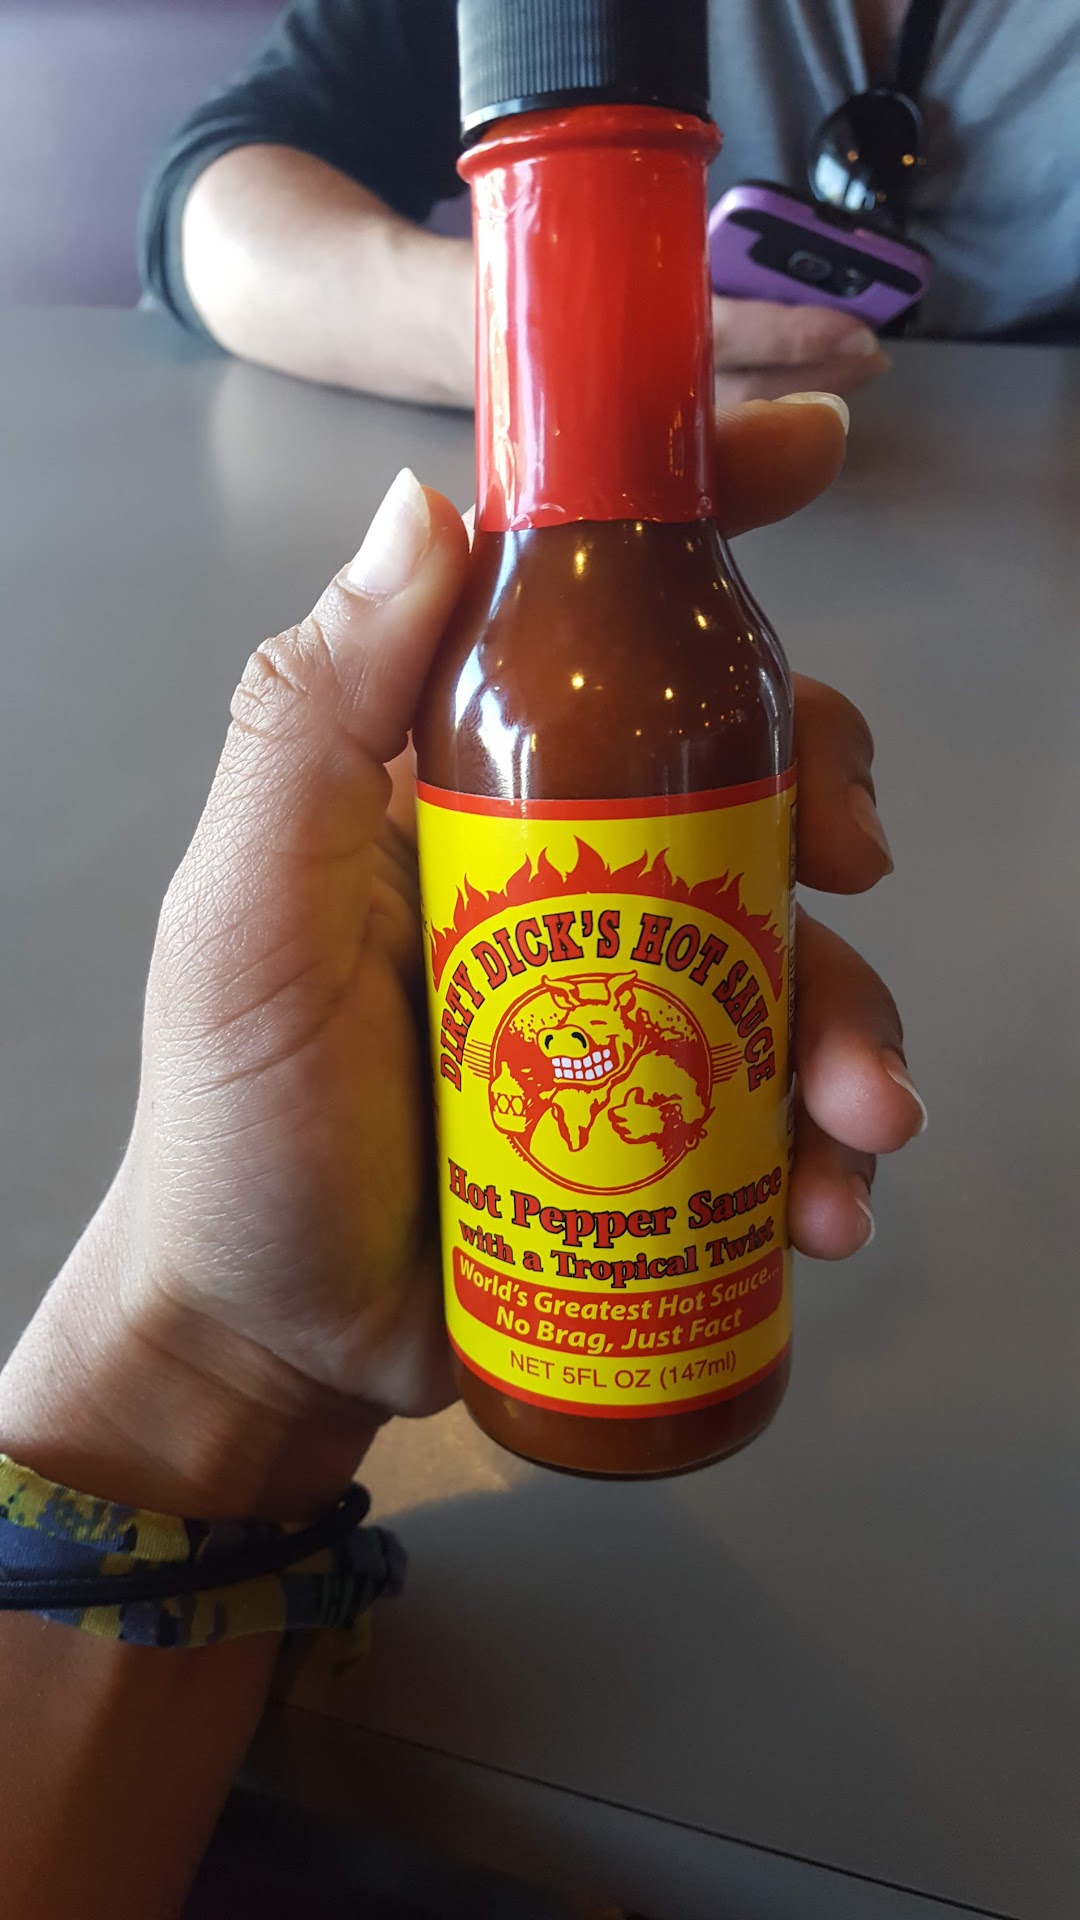 DIRTY DICK'S HOT SAUCE
XXX
Hot Pepper Sauce
with a Tropical Twist
World's Greatest Hot Sauce...
No Brag, Just Fact
NET 5FL OZ (147ml)